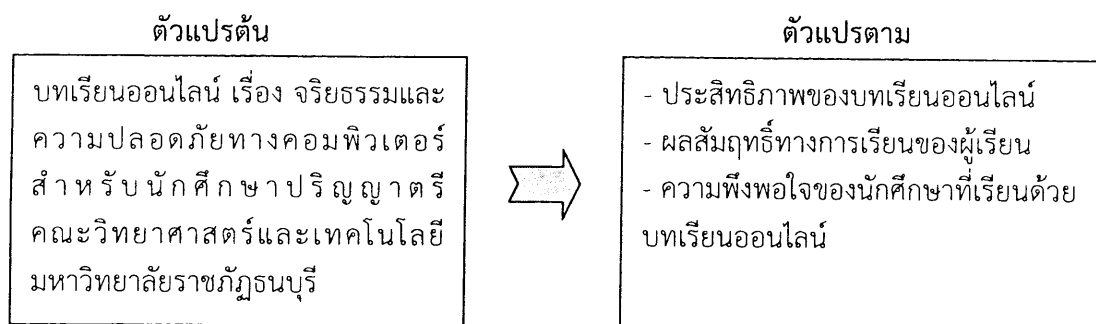 ตัวแปรต้น
บทเรียนออนไลน์ เรื่อง จริยธรรมและ
ความปลอดภัยทางคอมพิวเตอร์
สำหรับนักศึกษาปริญญาตรี
คณะวิทยาศาสตร์และเทคโนโลยี
มหาวิทยาลัยราชภัฏธนบุรี
ตัวแปรตาม
- ประสิทธิภาพของบทเรียนออนไลน์
- ผลสัมฤทธิ์ทางการเรียนของผู้เรียน
- ความพึงพอใจของนักศึกษาที่เรียนด้วย
บทเรียนออนไลน์